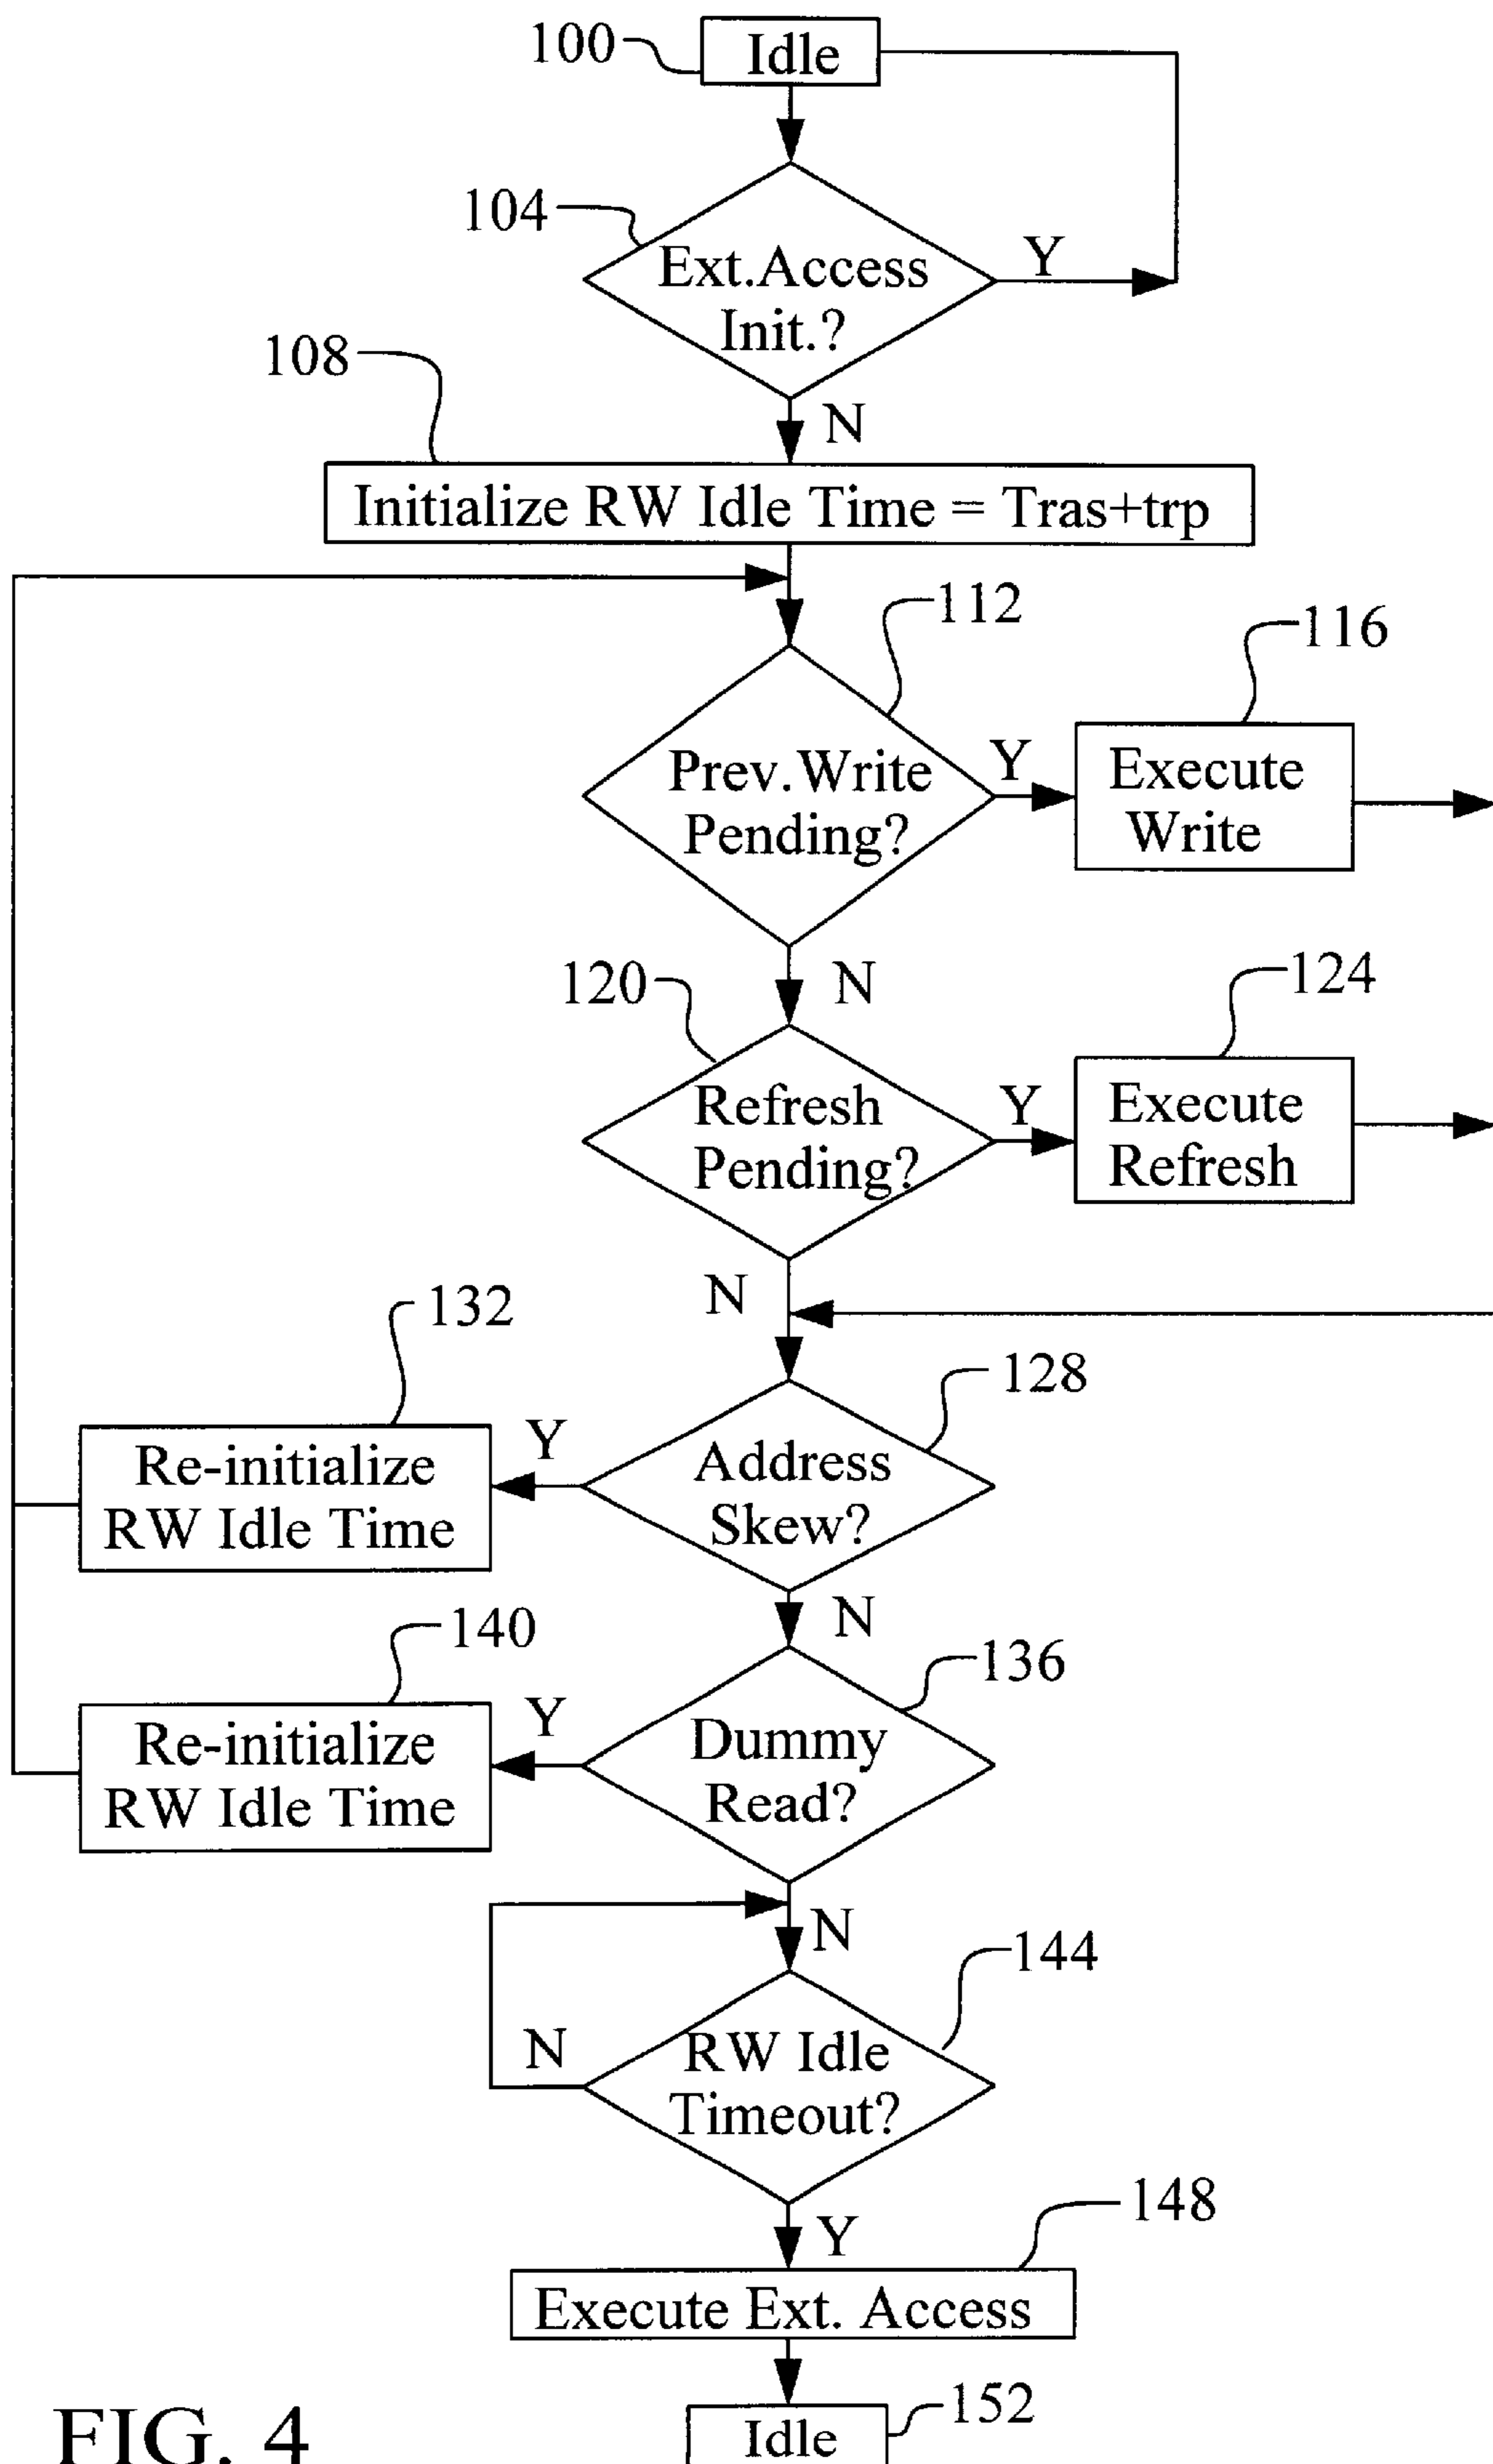 100
Idle
104
Ext.Access
Init.?
Y
108
N
Initialize RW Idle Time = Tras+trp
112
116
Prev.Write
Pending?
Y
Execute
Write
120
N
124
Refresh
Pending?
Y
Execute
Refresh
132
N
128
Re-initialize
RW Idle Time
Y
Address
Skew?
140
N
136
Re-initialize
RW Idle Time
Y
Dummy
Read?
N
144
N
RW Idle
Timeout?
148
Y
Execute Ext. Access
152
Idle
FIG. 4